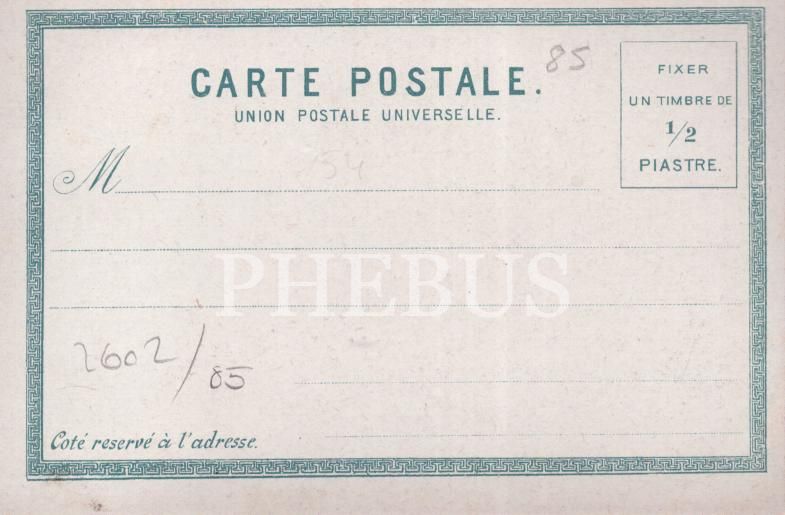 CARTE POSTALE.
85
UNION POSTALE UNIVERSELLE.
FIXER
UN TIMBRE DE
1/2
PIASTRE.
54
M
PHEBUS
2602/85
Coté reservé à l'adresse.